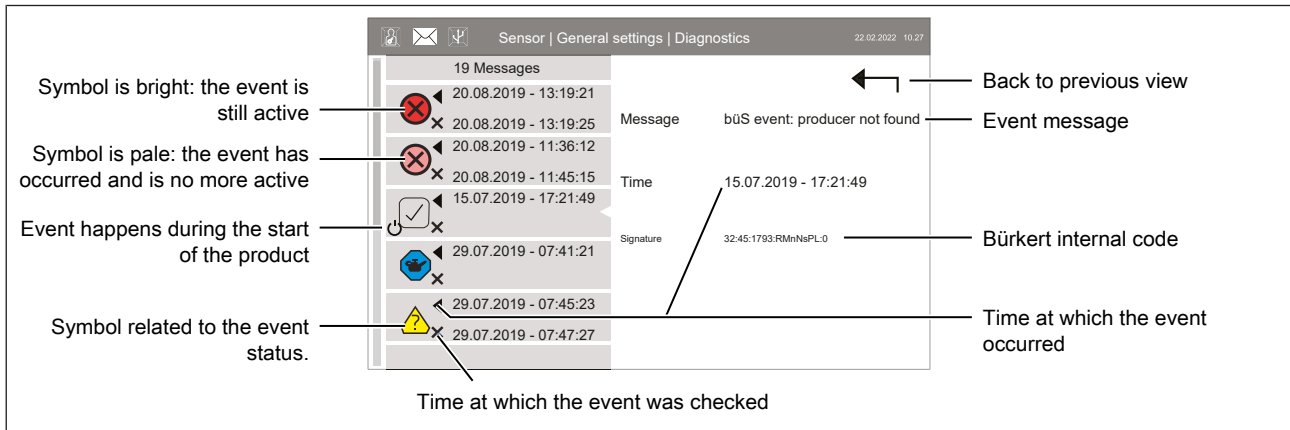 Sensor | General settings | Diagnostics
22.02.2022 10.27
Symbol is bright: the event is
still active
Symbol is pale: the event has
occurred and is no more active
Event happens during the start
of the product
Symbol related to the event
status.
19 Messages
20.08.2019 - 13:19:21
20.08.2019 - 13:19:25
20.08.2019 - 11:36:12
20.08.2019 - 11:45:15
15.07.2019 - 17:21:49
29.07.2019 - 07:41:21
?
29.07.2019 - 07:45:23
29.07.2019 - 07:47:27
Message büS event: producer not found
Time 15.07.2019 - 17:21:49
Signature 32:45:1793:RMnNsPL:0
Back to previous view
Event message
Bürkert internal code
Time at which the event
occurred
Time at which the event was checked